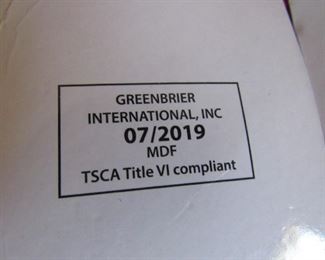 GREENBRIER
INTERNATIONAL, INC
07/2019
MDF
TSCA Title VI compliant